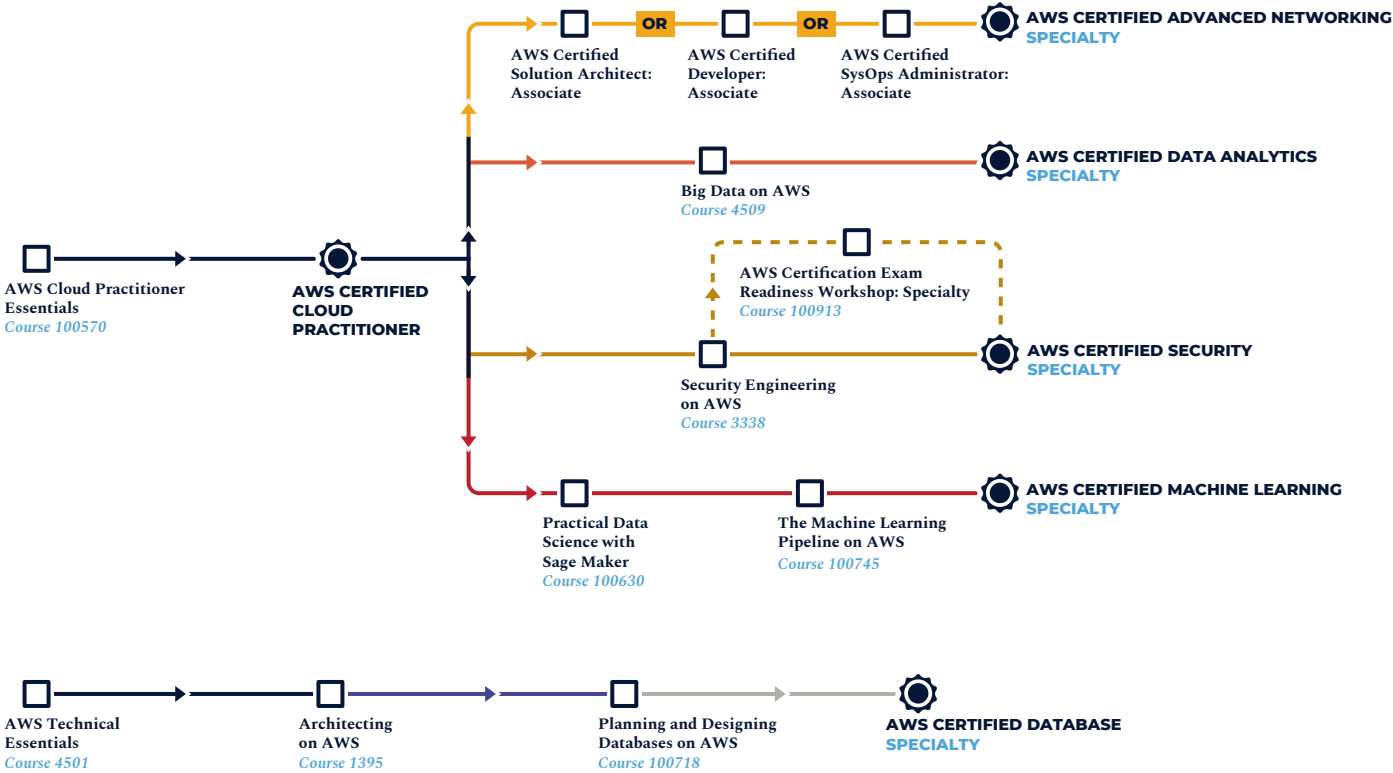 OR
OR
AWS CERTIFIED ADVANCED NETWORKING
SPECIALTY
AWS Certified
Solution Architect:
Associate
AWS Certified
Developer:
Associate
AWS Certified
SysOps Administrator:
Associate
AWS CERTIFIED DATA ANALYTICS
SPECIALTY
Big Data on AWS
Course 4509
AWS Cloud Practitioner
Essentials
Course 100570
AWS CERTIFIED
CLOUD
PRACTITIONER
AWS Certification Exam
Readiness Workshop: Specialty
Course 100913
AWS CERTIFIED SECURITY
SPECIALTY
Security Engineering
on AWS
Course 3338
AWS CERTIFIED MACHINE LEARNING
SPECIALTY
Practical Data
Science with
Sage Maker
Course 100630
The Machine Learning
Pipeline on AWS
Course 100745
AWS Technical
Essentials
Course 4501
Architecting
on AWS
Course 1395
Planning and Designing
Databases on AWS
Course 100718
AWS CERTIFIED DATABASE
SPECIALTY